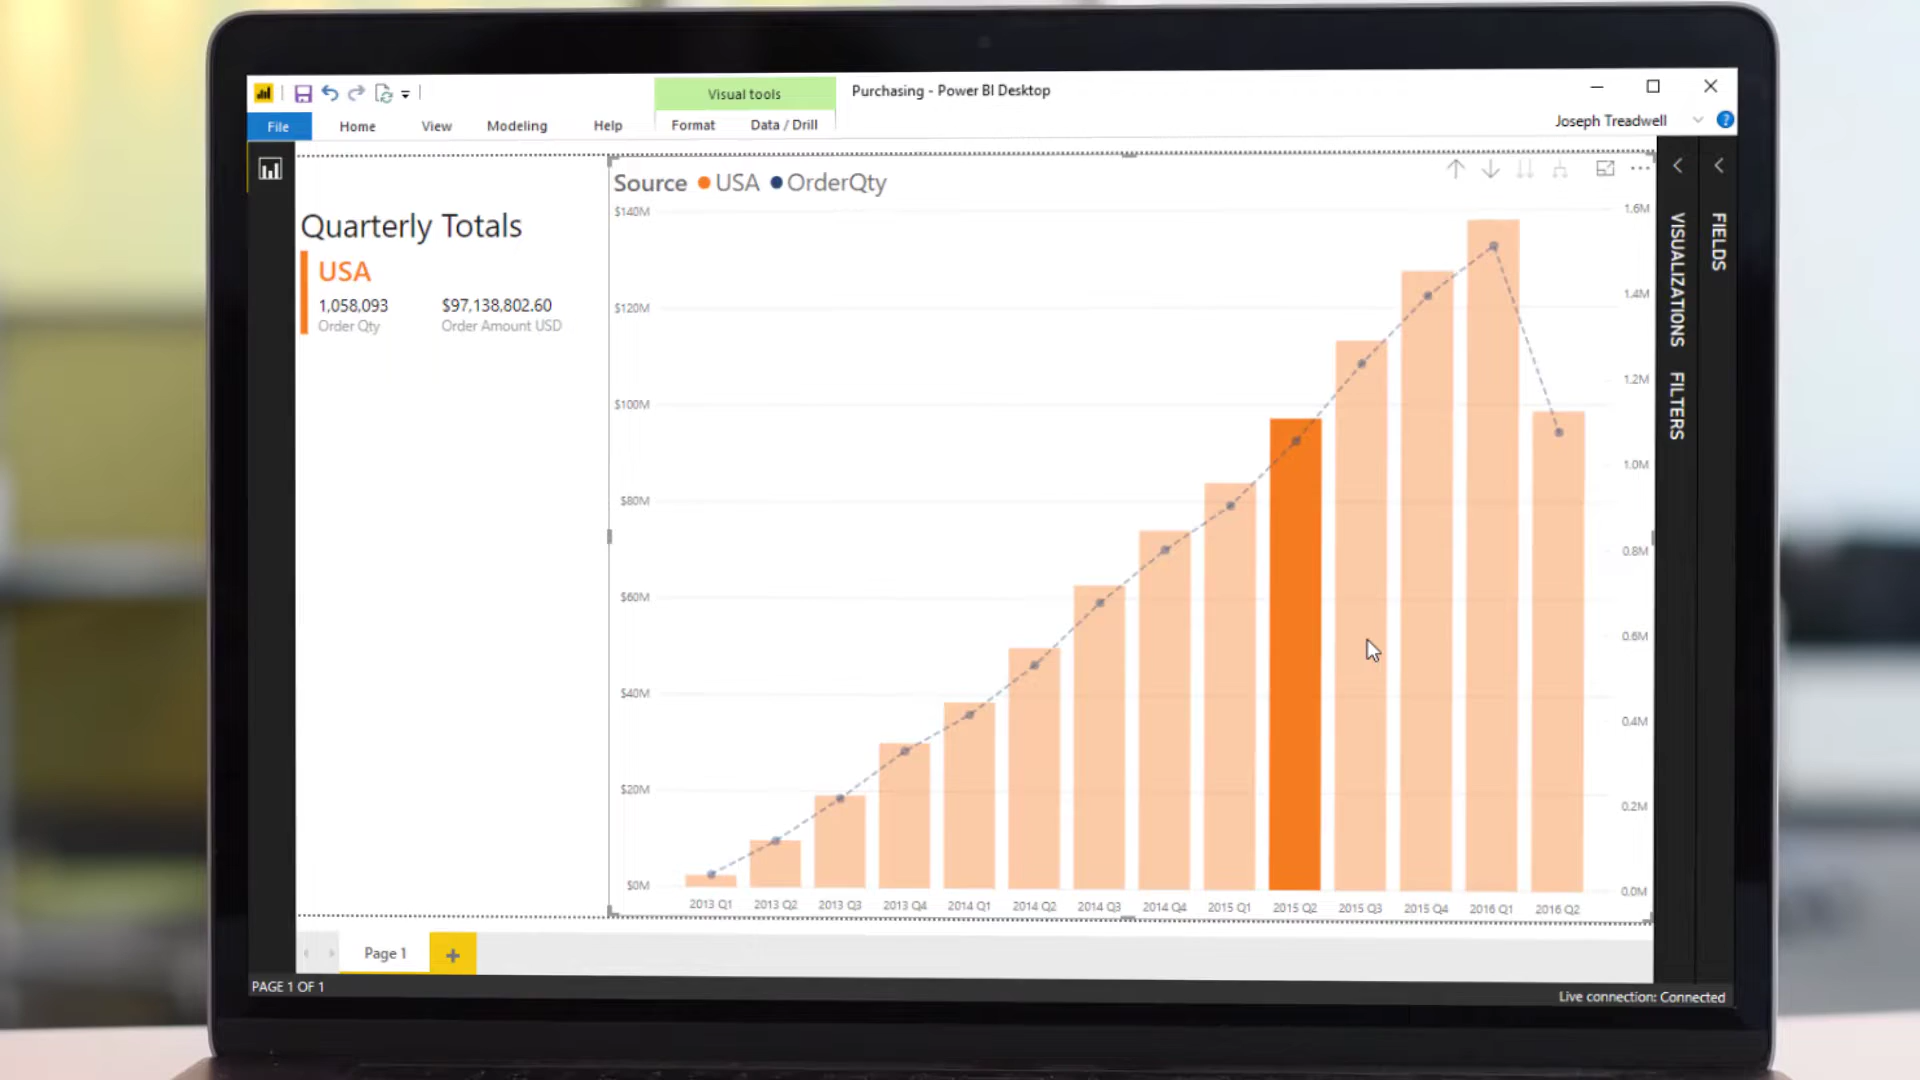 Visual tools
Purchasing - Power BI Desktop
File
Home
View
Modeling
Help
Format
Data / Drill
Joseph Treadwell
?
Quarterly Totals
USA
1,058,093
$97,138,802.60
Order Qty
Order Amount USD
Source USA OrderQty
$140M
$120M
$100M
$80M
$60M
$40M
$20M
$0M
1.6M
1.4M
1.2M
1.0M
0.8M
0.6M
0.4M
0.2M
0.0M
2013 Q1
2013 Q2
2013 Q3
2013 Q4
2014 Q1
2014 Q2
2014 Q3
2014 Q4
2015 Q1
2015 Q2
2015 Q3
2015 Q4
2016 Q1
2016 Q2
VISUALIZATIONS
FILTERS
FIELDS
Page 1
+
PAGE 1 OF 1
Live connection: Connected